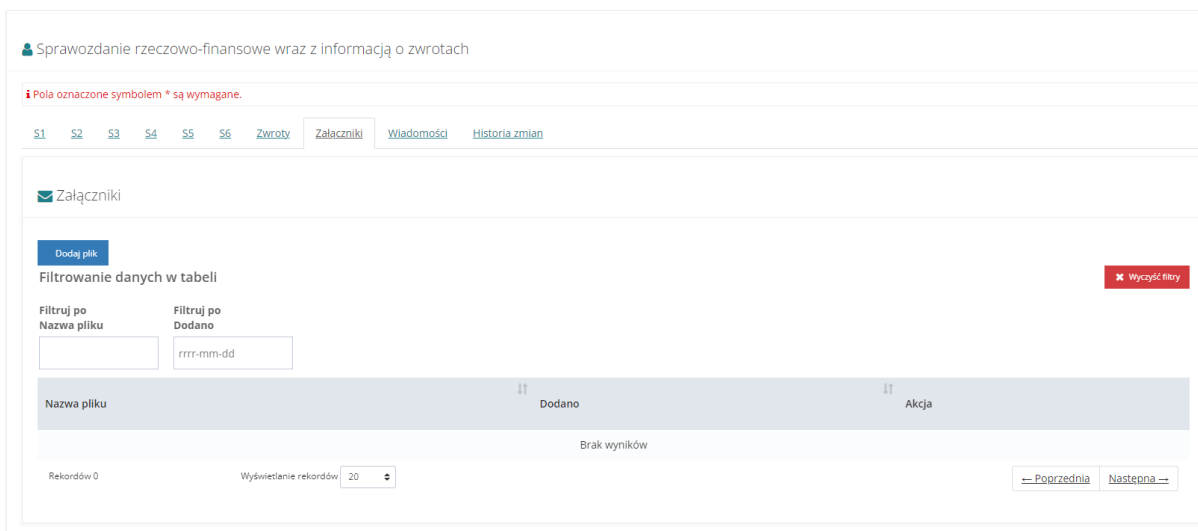 Sprawozdanie rzeczowo-finansowe wraz z informacją o zwrotach
Pola oznaczone symbolem * są wymagane.
S1 S2 S3 S4 S5 S6 Zwroty Załączniki Wiadomości Historia zmian
Załączniki
Dodaj plik
Filtrowanie danych w tabeli
Wyczyść filtry
Filtruj po Nazwa pliku
Filtruj po Dodano
rrrr-mm-dd
Nazwa pliku Dodano Akcja
Brak wyników
Rekordów 0 Wyświetlanie rekordów 20 ← Poprzednia Następna →